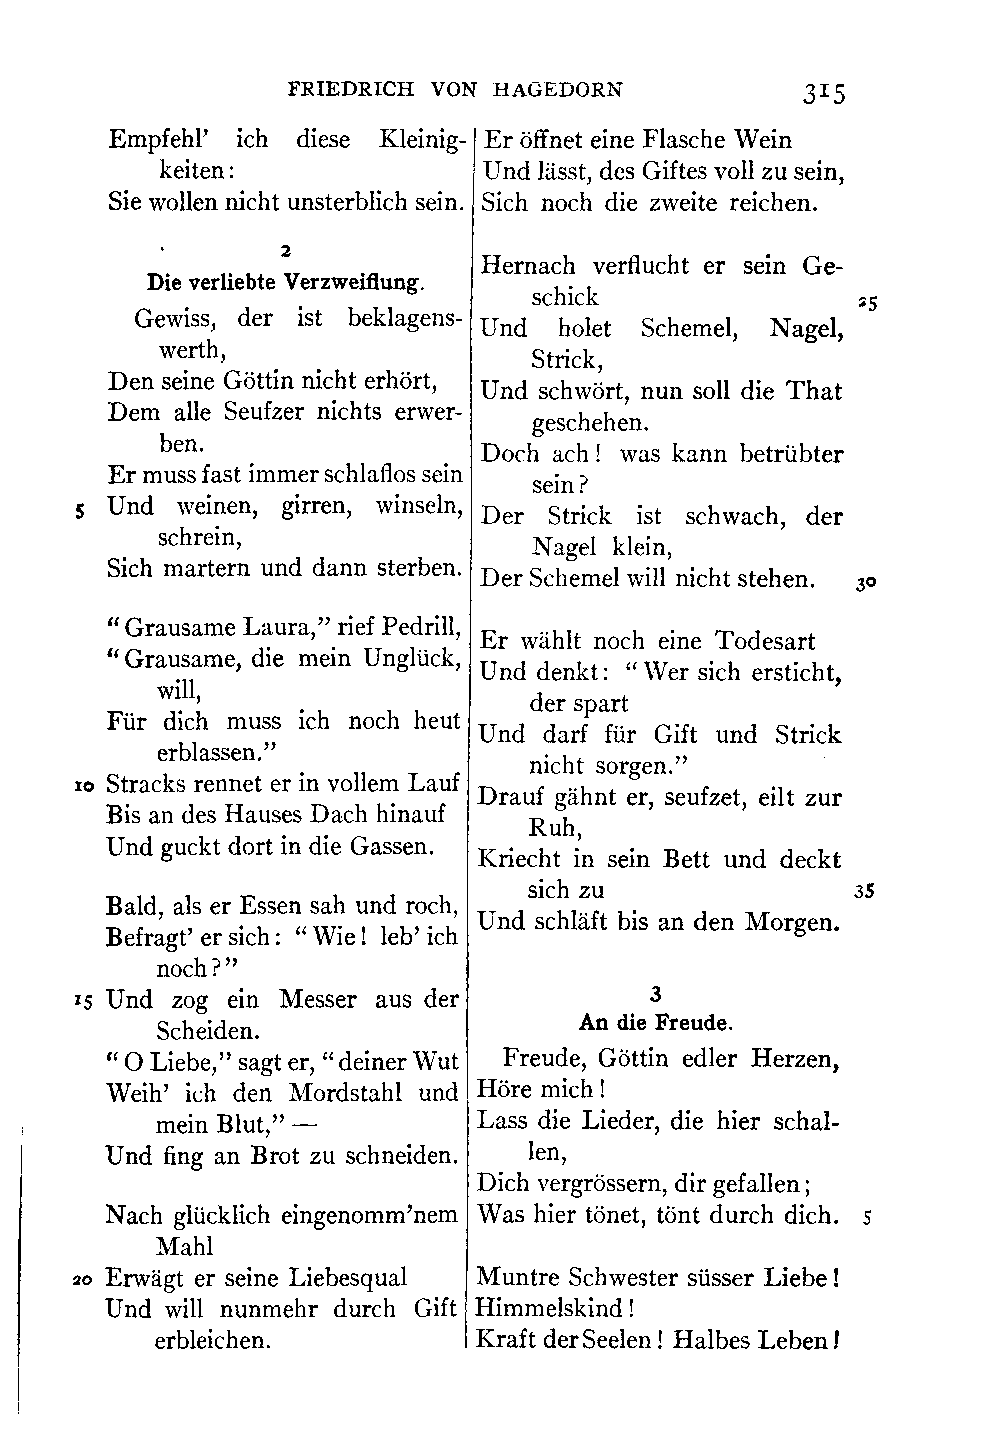 FRIEDRICH VON HAGEDORN 315
Empfehl' ich diese Kleinig-
keiten:
Sie wollen nicht unsterblich sein.
2
Die verliebte Verzweiflung.
Gewiss, der ist beklagens-
werth,
Den seine Göttin nicht erhört,
Dem alle Seufzer nichts erwer-
ben.
Er muss fast immer schlaflos sein
5 Und weinen, girren, winseln,
schrein,
Sich martern und dann sterben.
“Grausame Laura,” rief Pedrill,
“Grausame, die mein Unglück,
will,
Für dich muss ich noch heut
erblassen.”
10 Stracks rennet er in vollem Lauf
Bis an des Hauses Dach hinauf
Und guckt dort in die Gassen.
Bald, als er Essen sah und roch,
Befragt' er sich: “Wie! leb' ich
noch?”
15 Und zog ein Messer aus der
Scheiden.
“O Liebe,” sagt er, “deiner Wut
Weih' ich den Mordstahl und
mein Blut,” —
Und fing an Brot zu schneiden.
Nach glücklich eingenomm'nem
Mahl
20 Erwägt er seine Liebesqual
Und will nunmehr durch Gift
erbleichen.
Er öffnet eine Flasche Wein
Und lässt, des Giftes voll zu sein,
Sich noch die zweite reichen.
Hernach verflucht er sein Ge-
schick 25
Und holet Schemel, Nagel,
Strick,
Und schwört, nun soll die That
geschehen.
Doch ach! was kann betrübter
sein?
Der Strick ist schwach, der
Nagel klein,
Der Schemel will nicht stehen. 30
Er wählt noch eine Todesart
Und denkt: “Wer sich ersticht,
der spart
Und darf für Gift und Strick
nicht sorgen.”
Drauf gähnt er, seufzet, eilt zur
Ruh,
Kriecht in sein Bett und deckt
sich zu 35
Und schläft bis an den Morgen.
3
An die Freude.
Freude, Göttin edler Herzen,
Höre mich!
Lass die Lieder, die hier schal-
len,
Dich vergrössern, dir gefallen;
Was hier tönet, tönt durch dich. 5
Muntre Schwester süsser Liebe!
Himmelskind!
Kraft der Seelen! Halbes Leben!